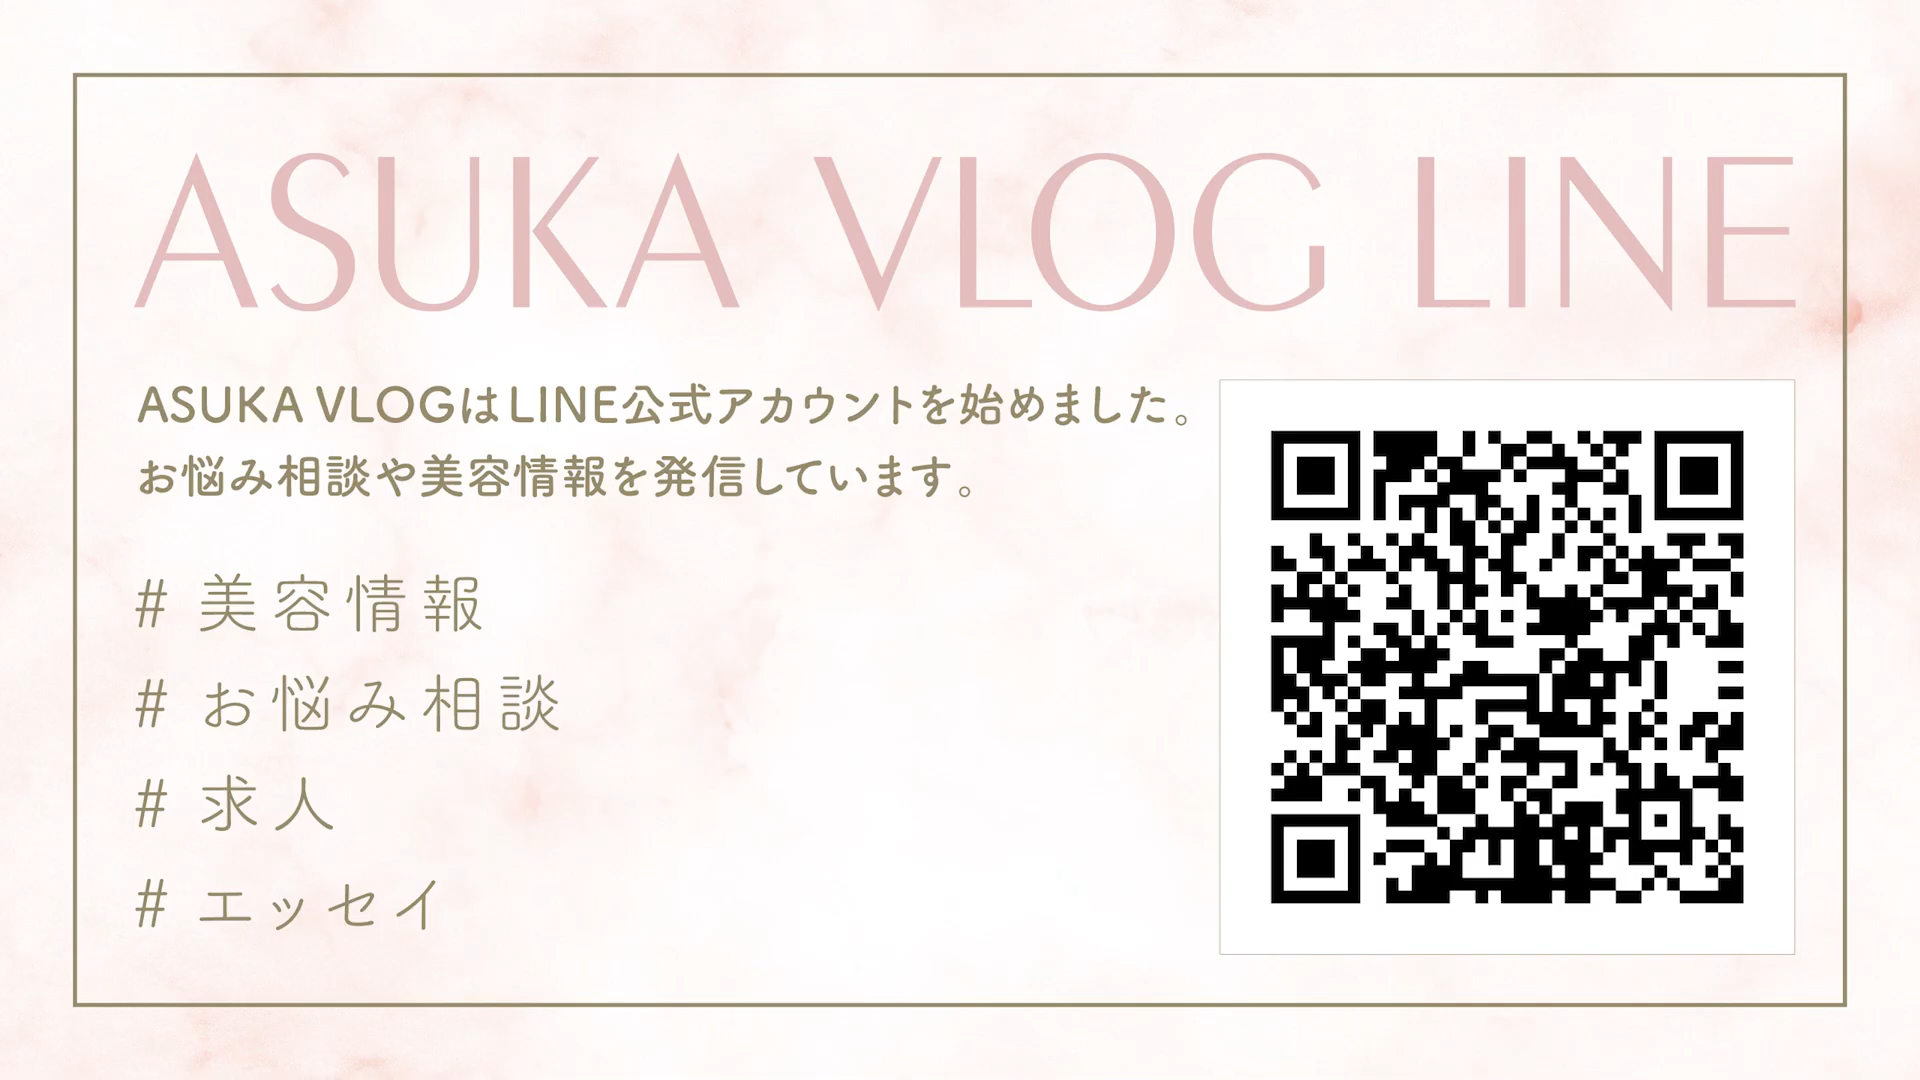 ASUKA VLOG LINE
ASUKA VLOGはLINE公式アカウントを始めました。
お悩み相談や美容情報を発信しています。
# 美容情報
# お悩み相談
# 求人
# エッセイ